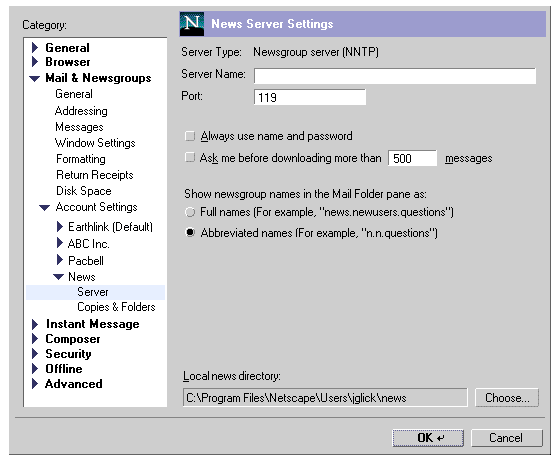 Category:
General
Browser
Mail & Newsgroups
General
Addressing
Messages
Window Settings
Formatting
Return Receipts
Disk Space
Account Settings
Earthlink (Default)
ABC Inc.
Pacbell
News
Server
Copies & Folders
Instant Message
Composer
Security
Offline
Advanced
N News Server Settings
Server Type: Newsgroup server (NNTP)
Server Name:
Port: 119
Always use name and password
Ask me before downloading more than 500 messages
Show newsgroup names in the Mail Folder pane as:
Full names (For example, "news.newusers.questions")
Abbreviated names (For example, "n.n.questions")
Local news directory:
C:\Program Files\Netscape\Users\jglick\news Choose...
OK ↵ Cancel